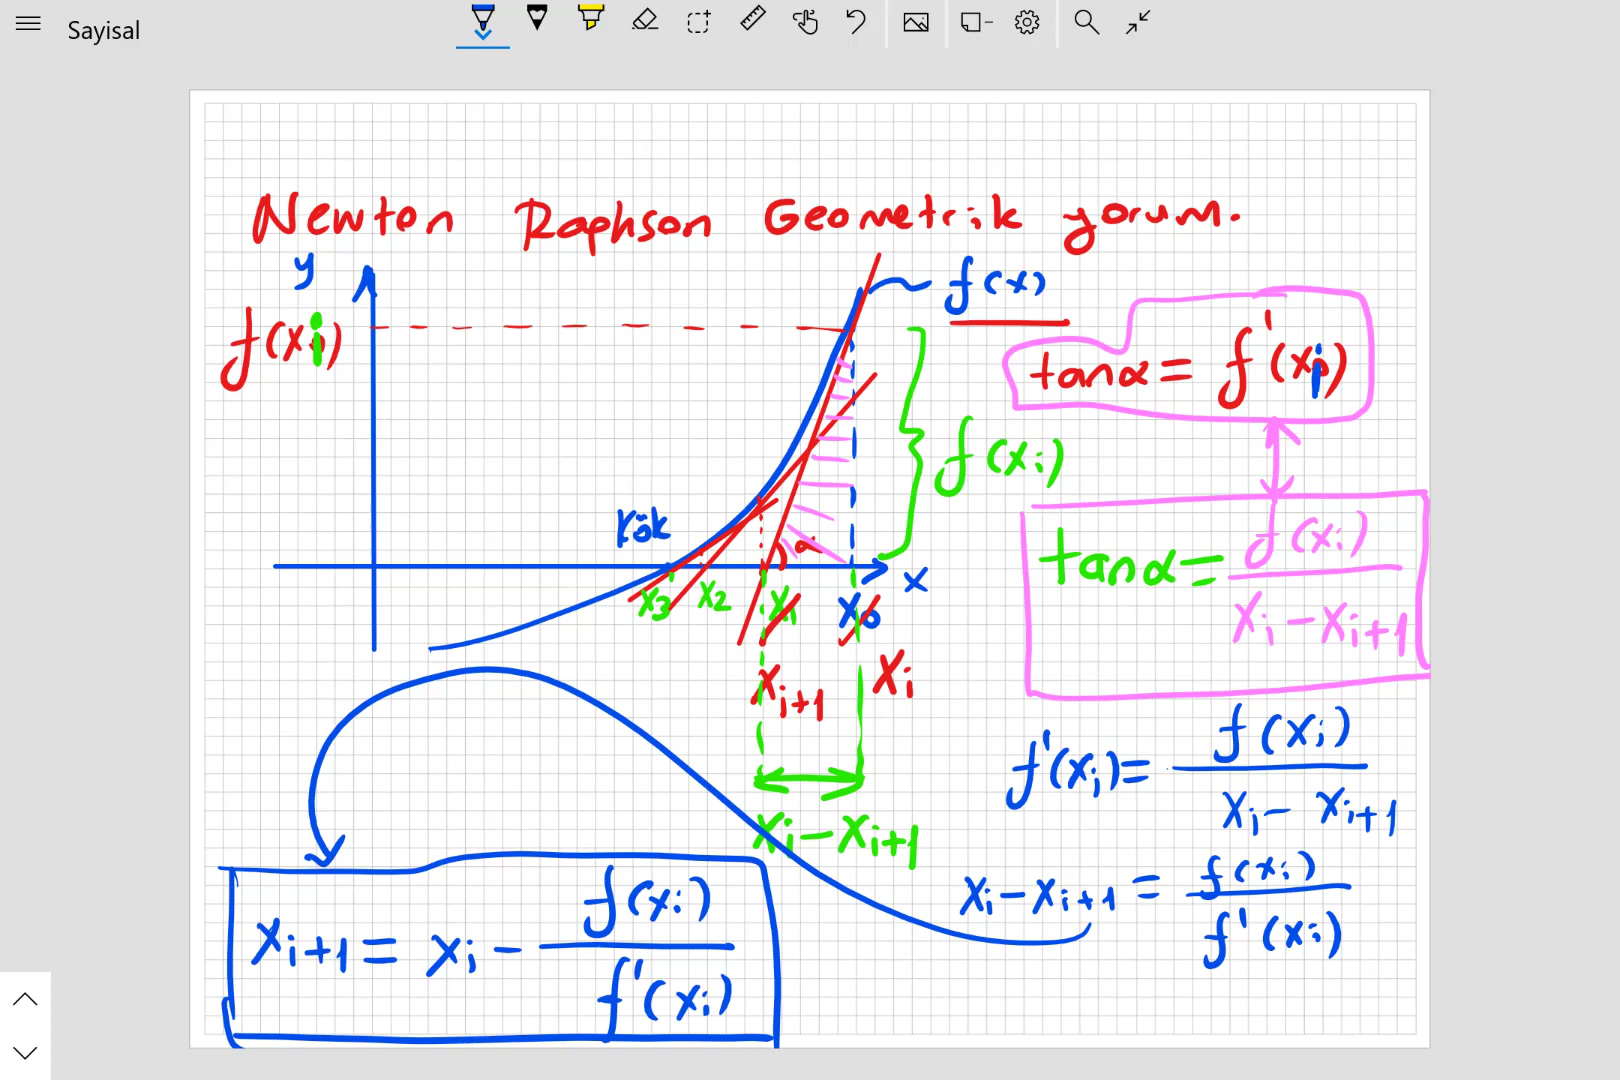 Sayisal
Newton Raphson Geometrik yorum.
y
f(x)
f(xi)
tanα = f'(xi)
f(xi)
Kök
α
x
tanα = f(xi) / xi - xi+1
x3 x2 x1 x0
xi+1 xi
f'(xi) = f(xi) / xi - xi+1
xi - xi+1
xi - xi+1 = f(xi) / f'(xi)
xi+1 = xi - f(xi) / f'(xi)